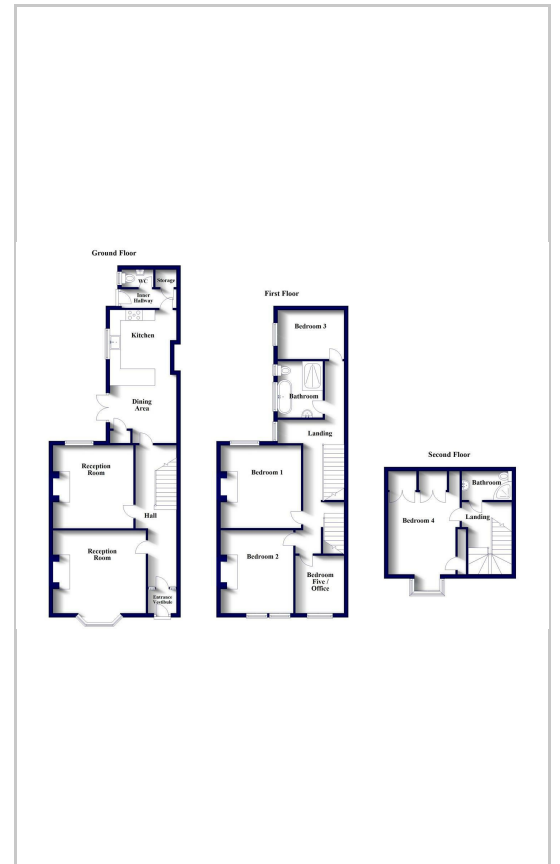 Ground Floor
WC
Storage
Inner
Hallway
Kitchen
Dining
Area
Reception
Room
Hall
Reception
Room
Entrance
Vestibule
First Floor
Bedroom 3
Bathroom
Landing
Bedroom 1
Bedroom 2
Bedroom
Five /
Office
Second Floor
Bathroom
Bedroom 4
Landing